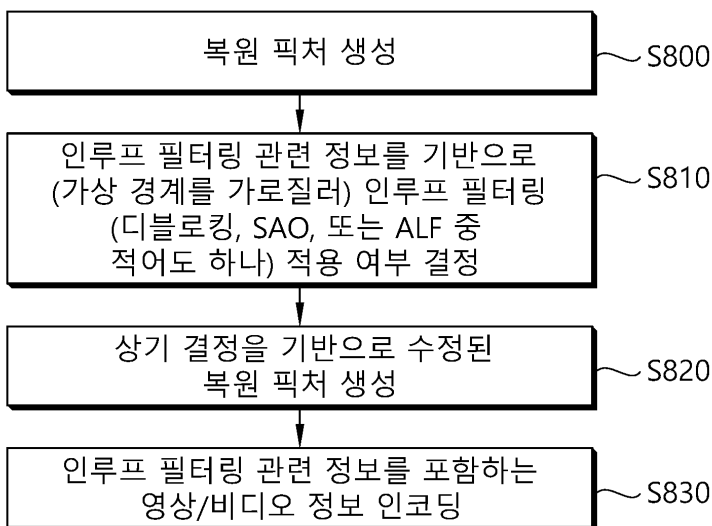 복원 픽처 생성
S800
인루프 필터링 관련 정보를 기반으로
(가상 경계를 가로질러) 인루프 필터링
(디블로킹, SAO, 또는 ALF 중
적어도 하나) 적용 여부 결정
S810
상기 결정을 기반으로 수정된
복원 픽처 생성
S820
인루프 필터링 관련 정보를 포함하는
영상/비디오 정보 인코딩
S830